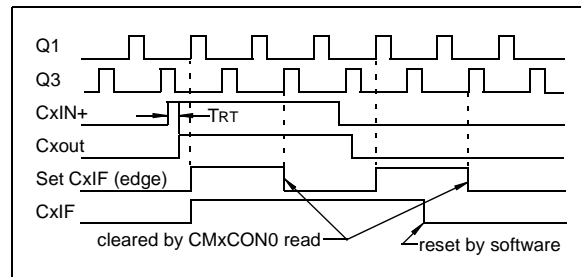 Q1
Q3
CxIN+
TRT
Cxout
Set CxIF (edge)
CxIF
cleared by CMxCON0 read
reset by software